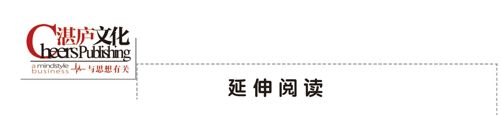 湛庐文化
Cheers Publishing
a mindstyle
business
与思想有关
延伸阅读